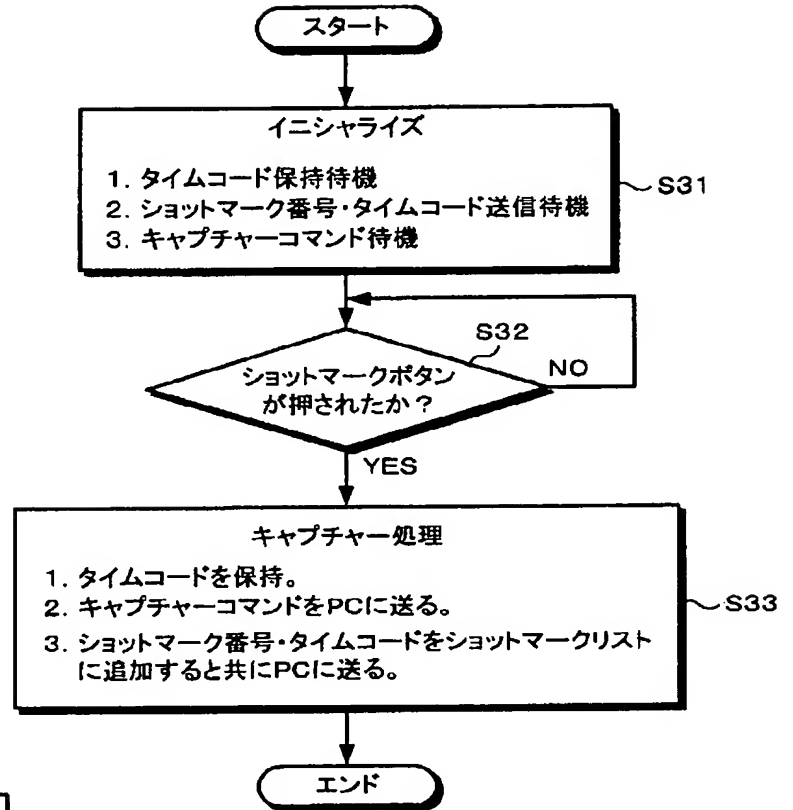 スタート
イニシャライズ
1. タイムコード保持待機
2. ショットマーク番号・タイムコード送信待機
3. キャプチャーコマンド待機
S31
S32
ショットマークボタン
が押されたか？
NO
YES
キャプチャー処理
1. タイムコードを保持。
2. キャプチャーコマンドをPCに送る。
3. ショットマーク番号・タイムコードをショットマークリスト
に追加すると共にPCに送る。
S33
エンド